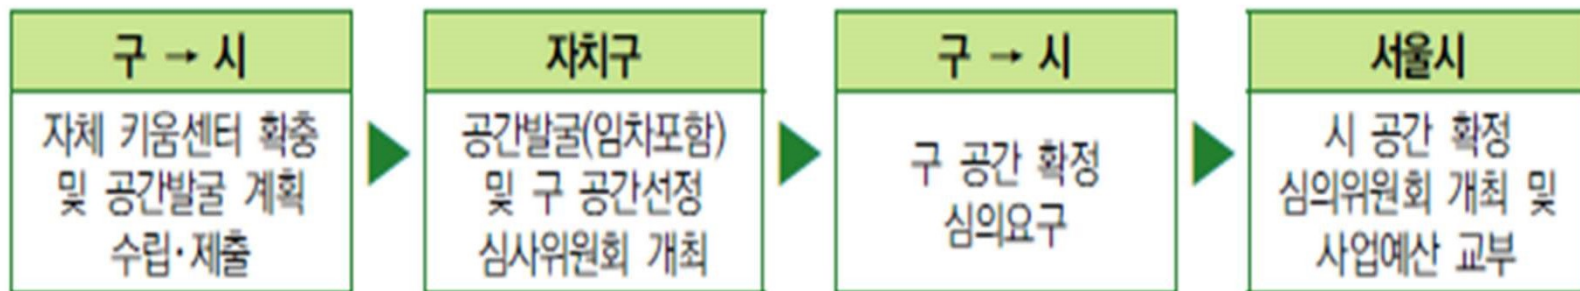 구 → 시
자체 키움센터 확충
및 공간발굴 계획
수립·제출
자치구
공간발굴(임차포함)
및 구 공간선정
심사위원회 개최
구 → 시
구 공간 확정
심의요구
서울시
시 공간 확정
심의위원회 개최 및
사업예산 교부